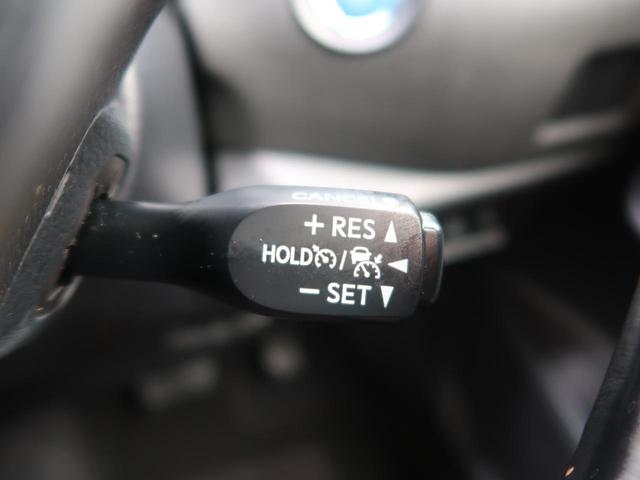 CANCEL
+ RES ▲
HOLD / ◀
− SET ▼